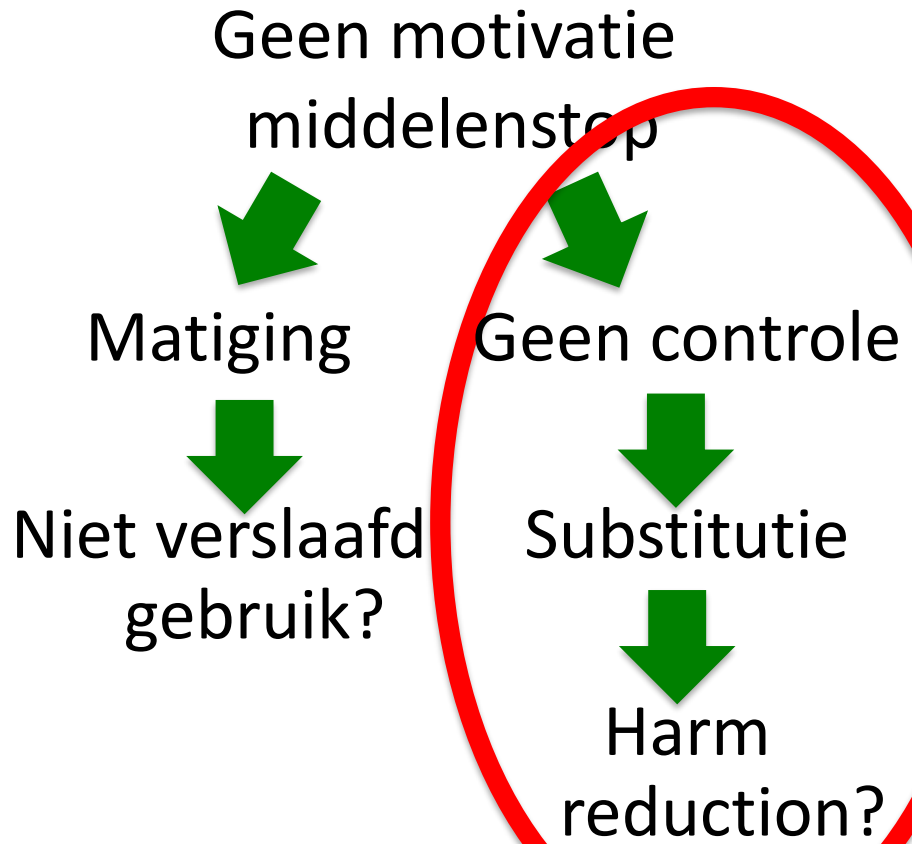 Geen motivatie
middelenstop
Matiging
Geen controle
Niet verslaafd
gebruik?
Substitutie
Harm
reduction?